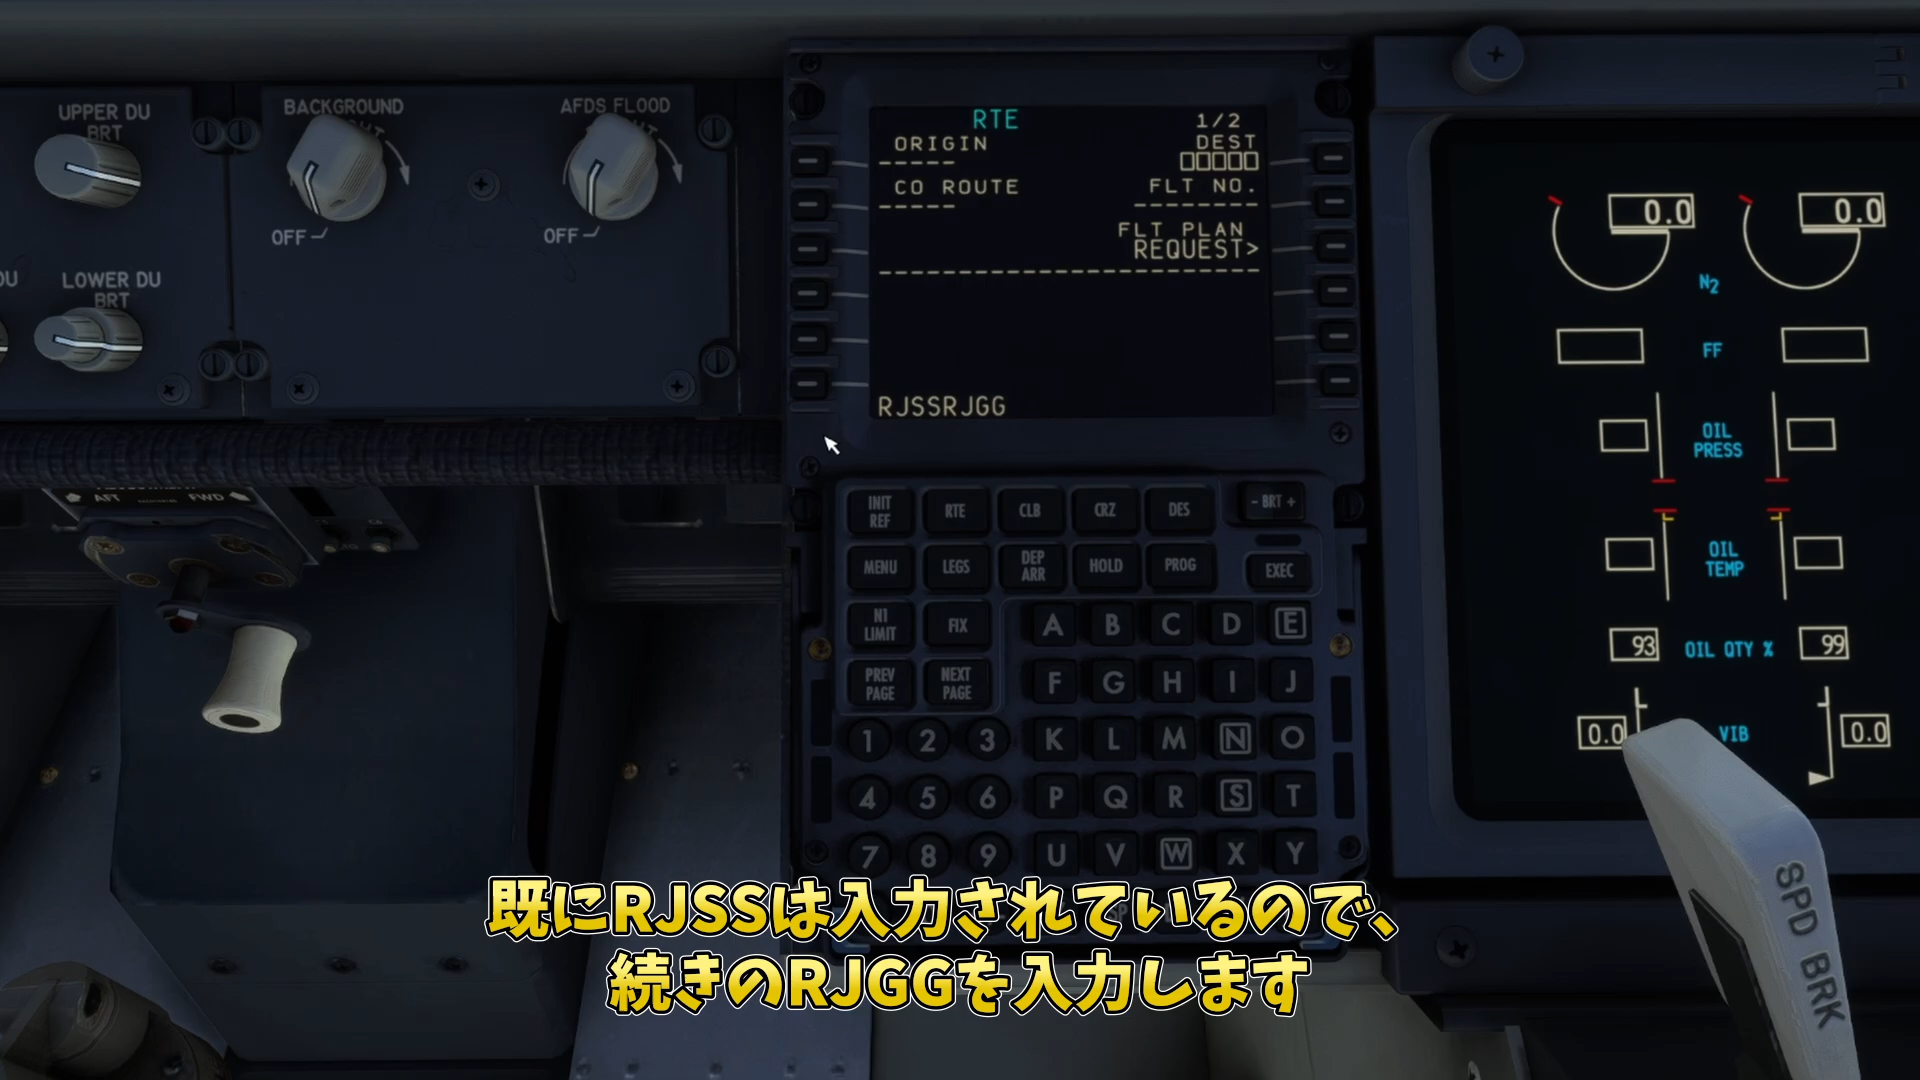 UPPER DU
BRT
BACKGROUND
OFF
AFDS FLOOD
OFF
DU
LOWER DU
BRT
AFT
FWD
RTE
1/2
ORIGIN
DEST
-----
□□□□□
CO ROUTE
FLT NO.
-----
--------
FLT PLAN
REQUEST>
------------------------
RJSSRJGG
INIT
REF
RTE
CLB
CRZ
DES
- BRT +
MENU
LEGS
DEP
ARR
HOLD
PROG
EXEC
N1
LIMIT
FIX
A B C D E
PREV
PAGE
NEXT
PAGE
F G H I J
1 2 3 K L M N O
4 5 6 P Q R S T
7 8 9 U V W X Y
0.0
0.0
N2
FF
OIL
PRESS
OIL
TEMP
93
OIL QTY %
99
0.0
VIB
0.0
SPD BRK
既にRJSSは入力されているので、
続きのRJGGを入力します